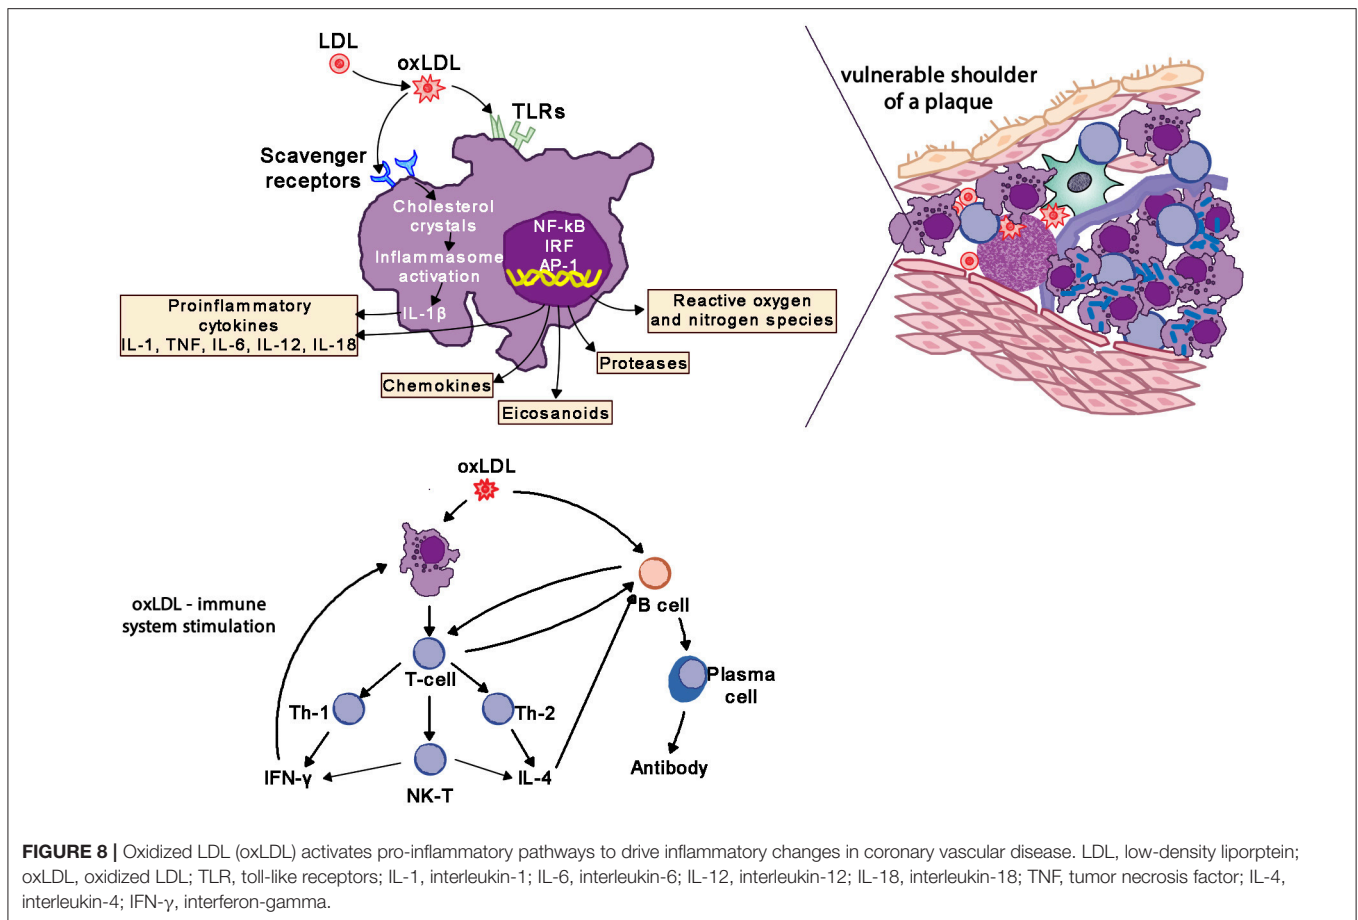 LDL
oxLDL
TLRs
Scavenger
receptors
Cholesterol
crystals
Inflammasome
activation
IL-1β
NF-kB
IRF
AP-1
Proinflammatory
cytokines
IL-1, TNF, IL-6, IL-12, IL-18
Reactive oxygen
and nitrogen species
Proteases
Chemokines
Eicosanoids
vulnerable shoulder
of a plaque
oxLDL
oxLDL - immune
system stimulation
B cell
T-cell
Plasma
cell
Th-1
Th-2
IFN-γ
NK-T
IL-4
Antibody
FIGURE 8 | Oxidized LDL (oxLDL) activates pro-inflammatory pathways to drive inflammatory changes in coronary vascular disease. LDL, low-density liporptein;
oxLDL, oxidized LDL; TLR, toll-like receptors; IL-1, interleukin-1; IL-6, interleukin-6; IL-12, interleukin-12; IL-18, interleukin-18; TNF, tumor necrosis factor; IL-4,
interleukin-4; IFN-γ, interferon-gamma.